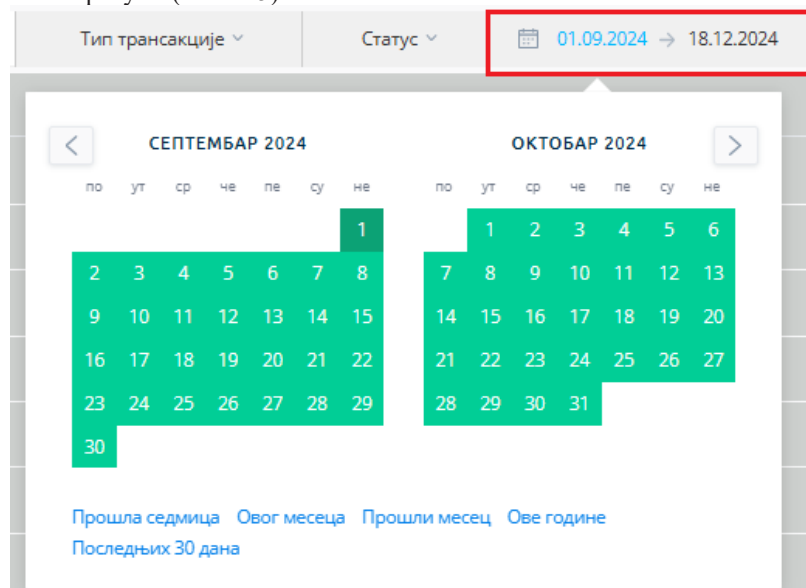 Тип трансакције Статус 01.09.2024 → 18.12.2024
СЕПТЕМБАР 2024 ОКТОБАР 2024
по ут ср че пе су не по ут ср че пе су не
1 1 2 3 4 5 6
2 3 4 5 6 7 8 7 8 9 10 11 12 13
9 10 11 12 13 14 15 14 15 16 17 18 19 20
16 17 18 19 20 21 22 21 22 23 24 25 26 27
23 24 25 26 27 28 29 28 29 30 31
30
Прошла седмица Овог месеца Прошли месец Ове године
Последњих 30 дана